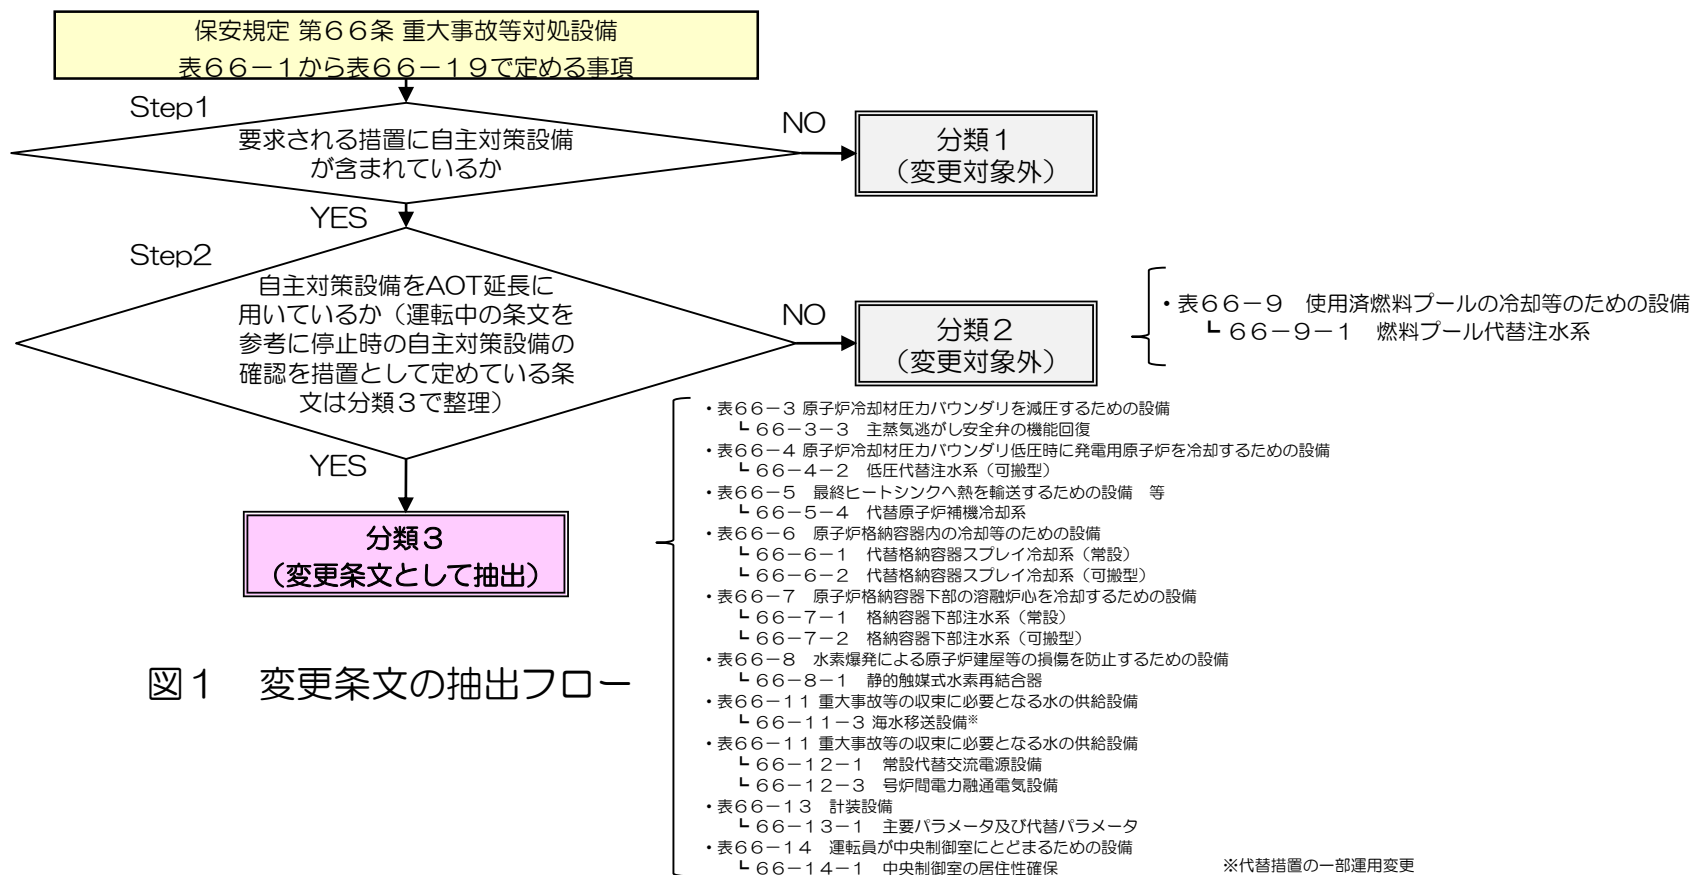 保安規定 第66条 重大事故等対処設備
表66-1から表66-19で定める事項
Step1
要求される措置に自主対策設備
が含まれているか
NO
分類1
(変更対象外)
YES
Step2
自主対策設備をAOT延長に
用いているか(運転中の条文を
参考に停止時の自主対策設備の
確認を措置として定めている条
文は分類3で整理)
NO
分類2
(変更対象外)
・表66-9 使用済燃料プールの冷却等のための設備
┗ 66-9-1 燃料プール代替注水系
YES
分類3
(変更条文として抽出)
・表66-3 原子炉冷却材圧力バウンダリを減圧するための設備
┗ 66-3-3 主蒸気逃がし安全弁の機能回復
・表66-4 原子炉冷却材圧力バウンダリ低圧時に発電用原子炉を冷却するための設備
┗ 66-4-2 低圧代替注水系(可搬型)
・表66-5 最終ヒートシンクへ熱を輸送するための設備 等
┗ 66-5-4 代替原子炉補機冷却系
・表66-6 原子炉格納容器内の冷却等のための設備
┗ 66-6-1 代替格納容器スプレイ冷却系(常設)
┗ 66-6-2 代替格納容器スプレイ冷却系(可搬型)
・表66-7 原子炉格納容器下部の溶融炉心を冷却するための設備
┗ 66-7-1 格納容器下部注水系(常設)
┗ 66-7-2 格納容器下部注水系(可搬型)
・表66-8 水素爆発による原子炉建屋等の損傷を防止するための設備
┗ 66-8-1 静的触媒式水素再結合器
・表66-11 重大事故等の収束に必要となる水の供給設備
┗ 66-11-3 海水移送設備※
・表66-11 重大事故等の収束に必要となる水の供給設備
┗ 66-12-1 常設代替交流電源設備
┗ 66-12-3 号炉間電力融通電気設備
・表66-13 計装設備
┗ 66-13-1 主要パラメータ及び代替パラメータ
・表66-14 運転員が中央制御室にとどまるための設備
┗ 66-14-1 中央制御室の居住性確保
図1 変更条文の抽出フロー
※代替措置の一部運用変更